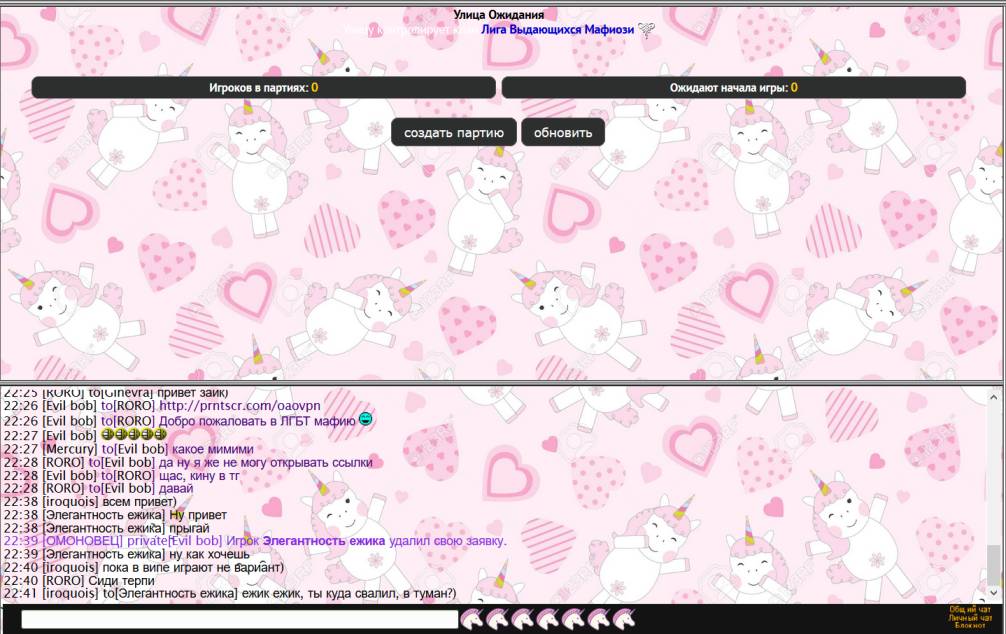 Улица Ожидания
Улицу контролирует клан Лига Выдающихся Мафиози
Игроков в партиях: 0
Ожидают начала игры: 0
создать партию
обновить
22:25 [RORO] to[Ginevra] привет заик)
22:26 [Evil bob] to[RORO] http://prntscr.com/oaovpn
22:26 [Evil bob] to[RORO] Добро пожаловать в ЛГБТ мафию
22:27 [Evil bob]
22:27 [Mercury] to[Evil bob] какое мимими
22:28 [RORO] to[Evil bob] да ну я же не могу открывать ссылки
22:28 [Evil bob] to[RORO] щас, кину в тг
22:28 [RORO] to[Evil bob] давай
22:38 [iroquois] всем привет)
22:38 [Элегантность ежика] Ну привет
22:38 [Элегантность ежика] прыгай
22:39 [ОМОНОВЕЦ] private[Evil bob] Игрок Элегантность ежика удалил свою заявку.
22:39 [Элегантность ежика] ну как хочешь
22:40 [iroquois] пока в випе играют не вариант)
22:40 [RORO] Сиди терпи
22:41 [iroquois] to[Элегантность ежика] ежик ежик, ты куда свалил, в туман?)
Общий чат
Личный чат
Блокнот